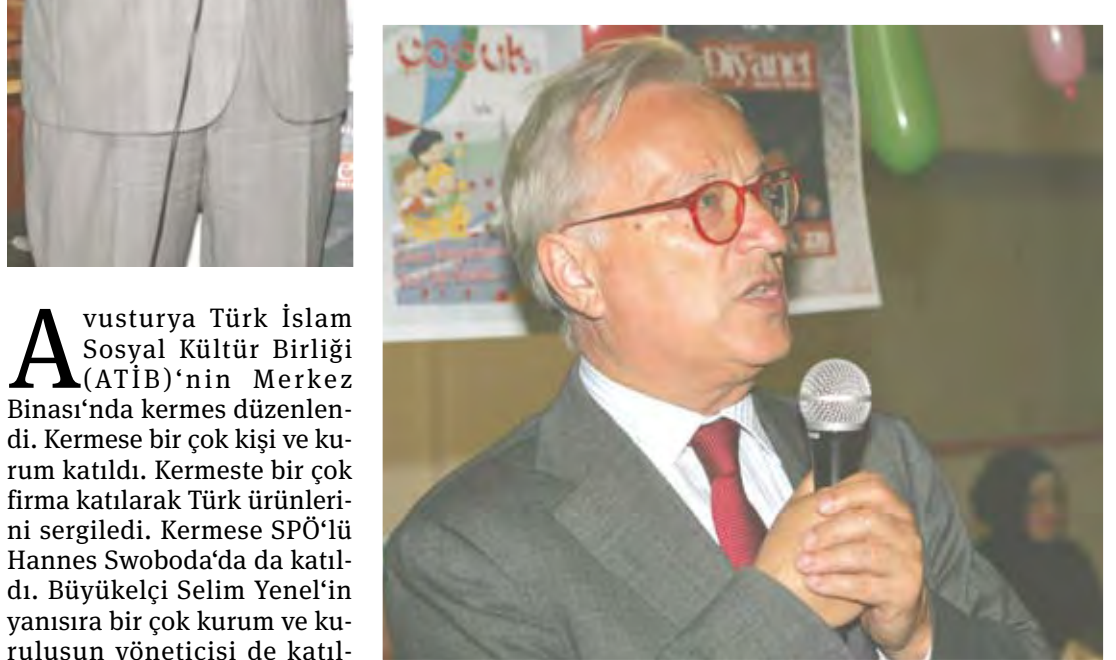 çocuk
Diyanet
Avusturya Türk İslam
Sosyal Kültür Birliği
(ATİB)‘nin Merkez
Binası‘nda kermes düzenlen-
di. Kermese bir çok kişi ve ku-
rum katıldı. Kermeste bir çok
firma katılarak Türk ürünleri-
ni sergiledi. Kermese SPÖ‘lü
Hannes Swoboda‘da da katıl-
dı. Büyükelçi Selim Yenel‘in
yanısıra bir çok kurum ve ku-
ruluşun yöneticisi de katıl-